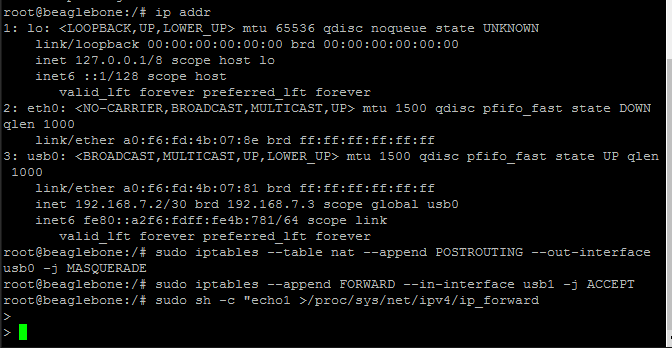 root@beaglebone:/# ip addr
1: lo: <LOOPBACK,UP,LOWER_UP> mtu 65536 qdisc noqueue state UNKNOWN
    link/loopback 00:00:00:00:00:00 brd 00:00:00:00:00:00
    inet 127.0.0.1/8 scope host lo
    inet6 ::1/128 scope host
       valid_lft forever preferred_lft forever
2: eth0: <NO-CARRIER,BROADCAST,MULTICAST,UP> mtu 1500 qdisc pfifo_fast state DOWN
qlen 1000
    link/ether a0:f6:fd:4b:07:8e brd ff:ff:ff:ff:ff:ff
3: usb0: <BROADCAST,MULTICAST,UP,LOWER_UP> mtu 1500 qdisc pfifo_fast state UP qlen
 1000
    link/ether a0:f6:fd:4b:07:81 brd ff:ff:ff:ff:ff:ff
    inet 192.168.7.2/30 brd 192.168.7.3 scope global usb0
    inet6 fe80::a2f6:fdff:fe4b:781/64 scope link
       valid_lft forever preferred_lft forever
root@beaglebone:/# sudo iptables --table nat --append POSTROUTING --out-interface
usb0 -j MASQUERADE
root@beaglebone:/# sudo iptables --append FORWARD --in-interface usb1 -j ACCEPT
root@beaglebone:/# sudo sh -c "echo1 >/proc/sys/net/ipv4/ip_forward
>
>